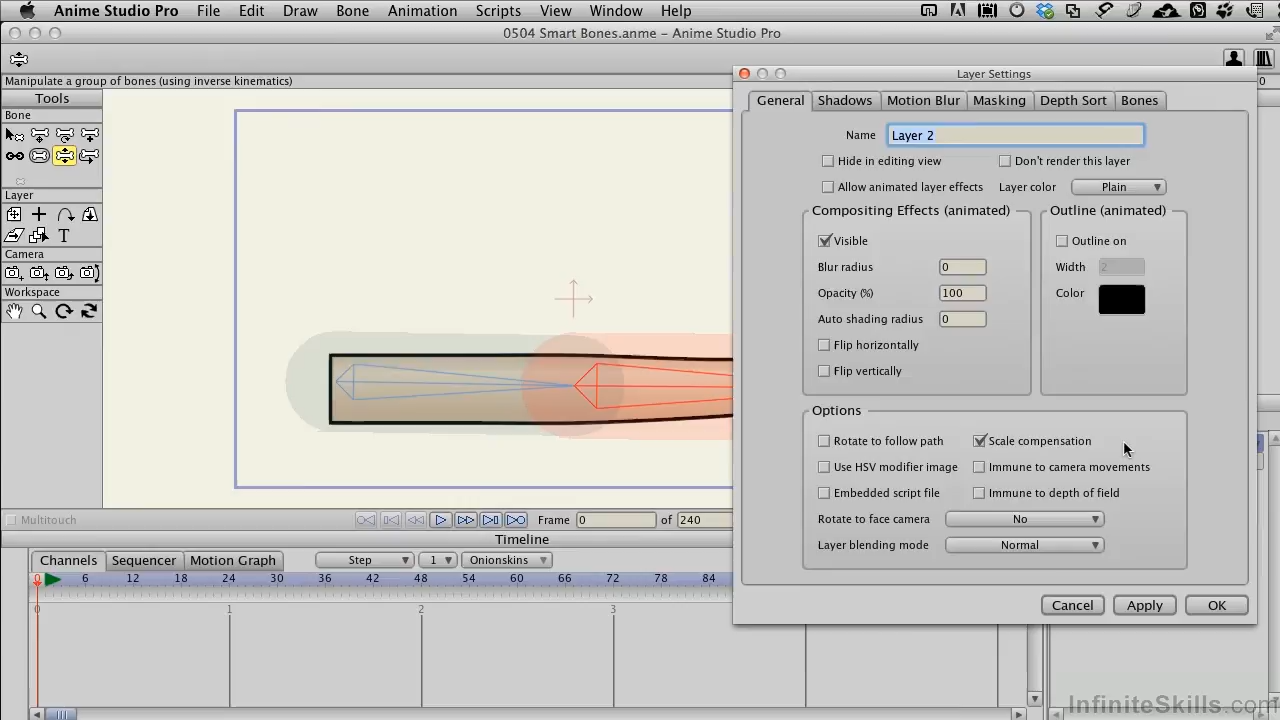 Anime Studio Pro File Edit Draw Bone Animation Scripts View Window Help
0504 Smart Bones.anme - Anime Studio Pro
Manipulate a group of bones (using inverse kinematics)
0
Tools
Bone
Layer
T
Camera
Workspace
Layer Settings
General Shadows Motion Blur Masking Depth Sort Bones
Name Layer 2
Hide in editing view Don't render this layer
Allow animated layer effects Layer color Plain
Compositing Effects (animated) Outline (animated)
Visible Outline on
Blur radius 0 Width 2
Opacity (%) 100 Color
Auto shading radius 0
Flip horizontally
Flip vertically
Options
Rotate to follow path Scale compensation
Use HSV modifier image Immune to camera movements
Embedded script file Immune to depth of field
Rotate to face camera No
Layer blending mode Normal
Cancel Apply OK
Multitouch Frame 0 of 240
Timeline
Channels Sequencer Motion Graph Step 1 Onionskins
0 6 12 18 24 30 36 42 48 54 60 66 72 78 84
0 1 2 3
InfiniteSkills.com